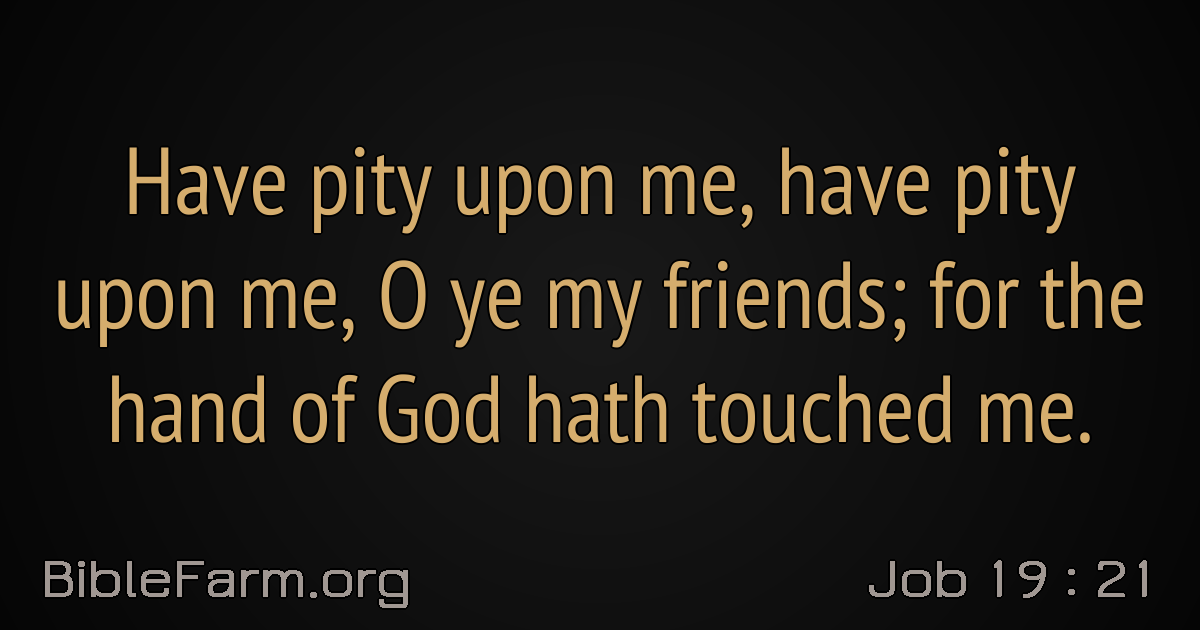 Have pity upon me, have pity
upon me, O ye my friends; for the
hand of God hath touched me.
BibleFarm.org
Job 19 : 21